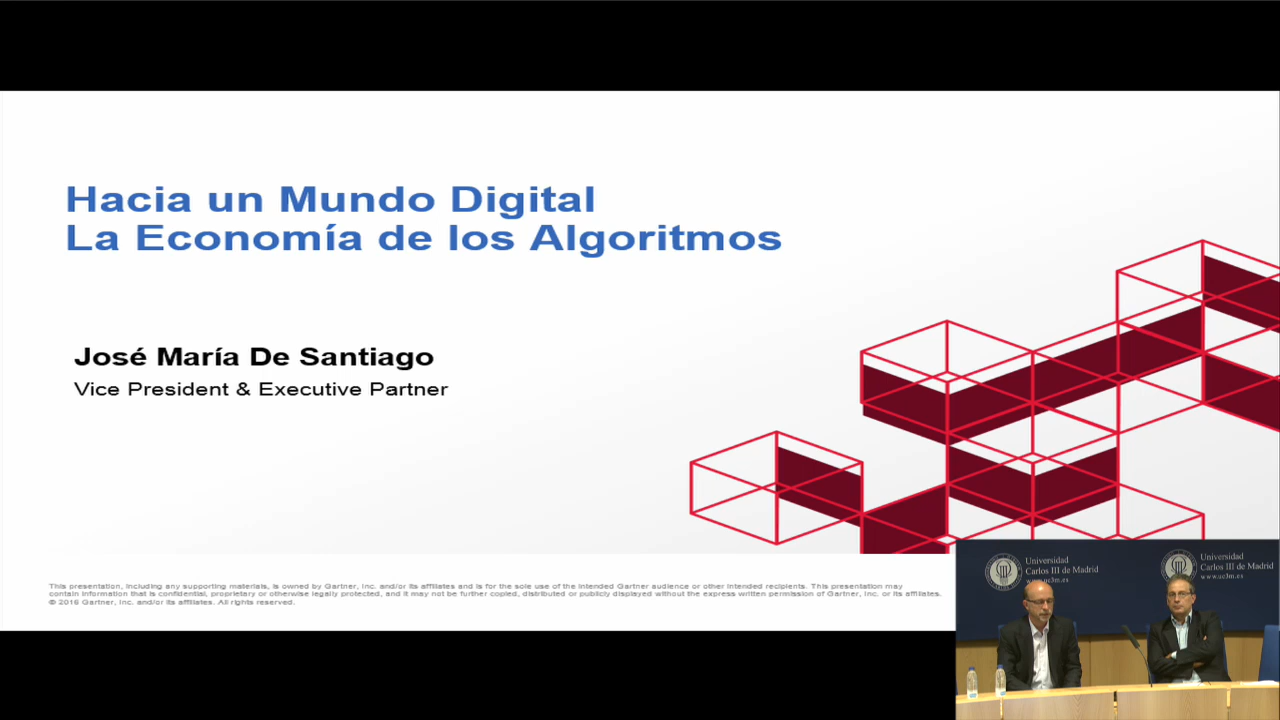 Hacia un Mundo Digital
La Economía de los Algoritmos
José María De Santiago
Vice President & Executive Partner
This presentation, including any supporting materials, is owned by Gartner, Inc. and/or its affiliates and is for the sole use of the intended Gartner audience or other intended recipients. This presentation may
contain information that is confidential, proprietary or otherwise legally protected, and it may not be further copied, distributed or publicly displayed without the express written permission of Gartner, Inc. or its affiliates.
© 2016 Gartner, Inc. and/or its affiliates. All rights reserved.
Universidad
Carlos III de Madrid
www.uc3m.es
Universidad
Carlos III de Madrid
www.uc3m.es